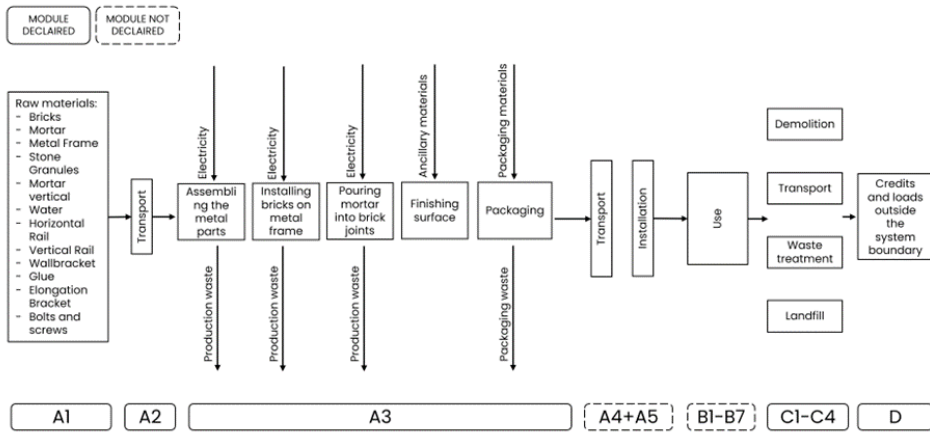 MODULE
DECLAIRED
MODULE NOT
DECLAIRED
Raw materials:
- Bricks
- Mortar
- Metal Frame
- Stone
Granules
- Mortar
vertical
- Water
- Horizontal
Rail
- Vertical Rail
- Wallbracket
- Glue
- Elongation
Bracket
- Bolts and
screws
Transport
Electricity
Assembli
ng the
metal
parts
Production waste
Electricity
Installing
bricks on
metal
frame
Production waste
Electricity
Pouring
mortar
into brick
joints
Production waste
Ancillary materials
Finishing
surface
Packaging materials
Packaging
Packaging waste
Transport
Installation
Use
Demolition
Transport
Waste
treatment
Landfill
Credits
and loads
outside
the
system
boundary
A1
A2
A3
A4+A5
B1-B7
C1-C4
D